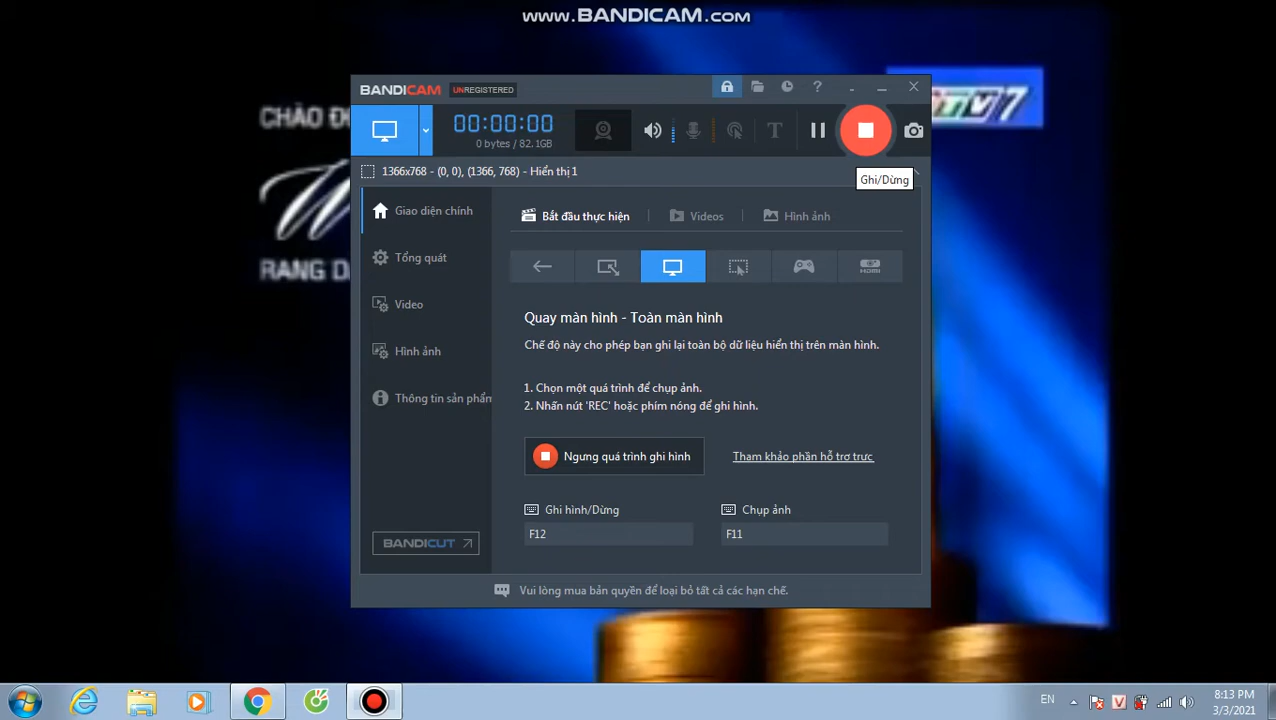 www.BANDICAM.com
BANDICAM UNREGISTERED
CHÀO
HTV7
00:00:00
0 bytes / 82.1GB
T
1366x768 - (0, 0), (1366, 768) - Hiển thị 1
Ghi/Dừng
Giao diện chính
Bắt đầu thực hiện
Videos
Hình ảnh
RANG
Tổng quát
HDMI
Video
Quay màn hình - Toàn màn hình
Chế độ này cho phép bạn ghi lại toàn bộ dữ liệu hiển thị trên màn hình.
Hình ảnh
1. Chọn một quá trình để chụp ảnh.
Thông tin sản phẩm
2. Nhấn nút 'REC' hoặc phím nóng để ghi hình.
Ngưng quá trình ghi hình
Tham khảo phần hỗ trợ trực
Ghi hình/Dừng
Chụp ảnh
F12
F11
BANDICUT
Vui lòng mua bản quyền để loại bỏ tất cả các hạn chế.
EN
8:13 PM
3/3/2021